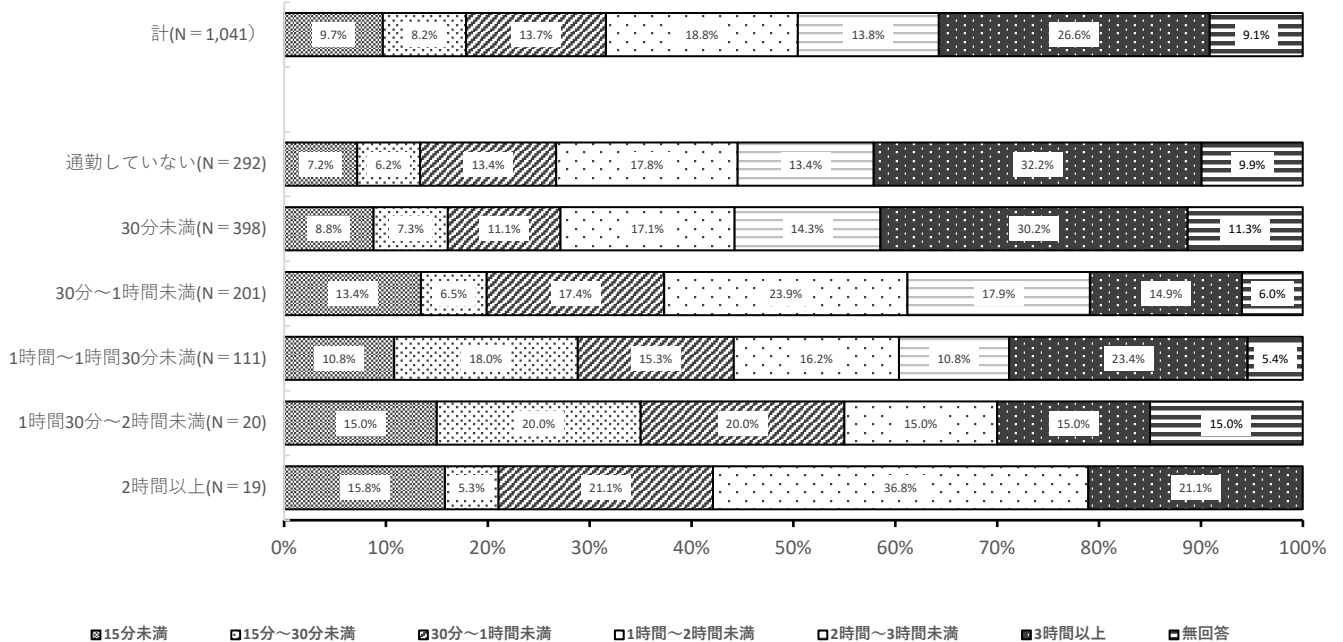 計(N＝1,041）
9.7% 8.2% 13.7% 18.8% 13.8% 26.6% 9.1%
通勤していない(N＝292)
7.2% 6.2% 13.4% 17.8% 13.4% 32.2% 9.9%
30分未満(N＝398)
8.8% 7.3% 11.1% 17.1% 14.3% 30.2% 11.3%
30分～1時間未満(N＝201)
13.4% 6.5% 17.4% 23.9% 17.9% 14.9% 6.0%
1時間～1時間30分未満(N＝111)
10.8% 18.0% 15.3% 16.2% 10.8% 23.4% 5.4%
1時間30分～2時間未満(N＝20)
15.0% 20.0% 20.0% 15.0% 15.0% 15.0%
2時間以上(N＝19)
15.8% 5.3% 21.1% 36.8% 21.1%
0% 10% 20% 30% 40% 50% 60% 70% 80% 90% 100%
15分未満 15分～30分未満 30分～1時間未満 1時間～2時間未満 2時間～3時間未満 3時間以上 無回答